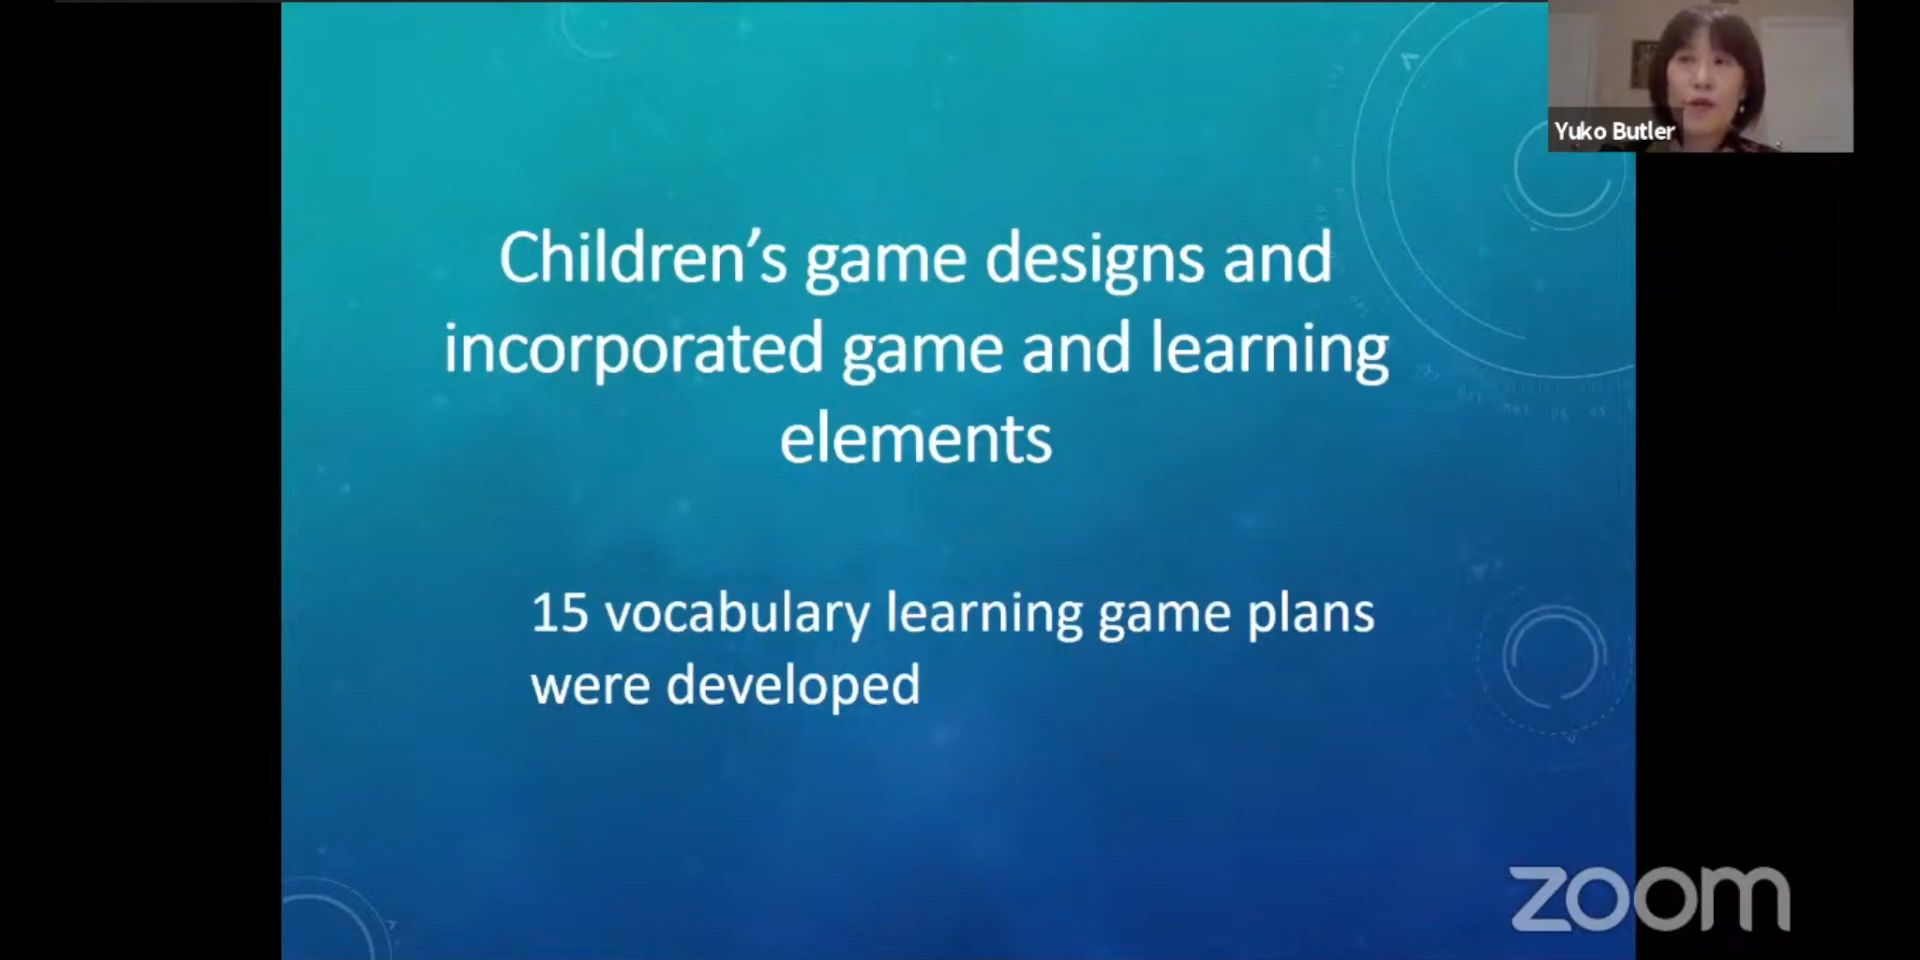 Yuko Butler
Children's game designs and
incorporated game and learning
elements
15 vocabulary learning game plans
were developed
zoom